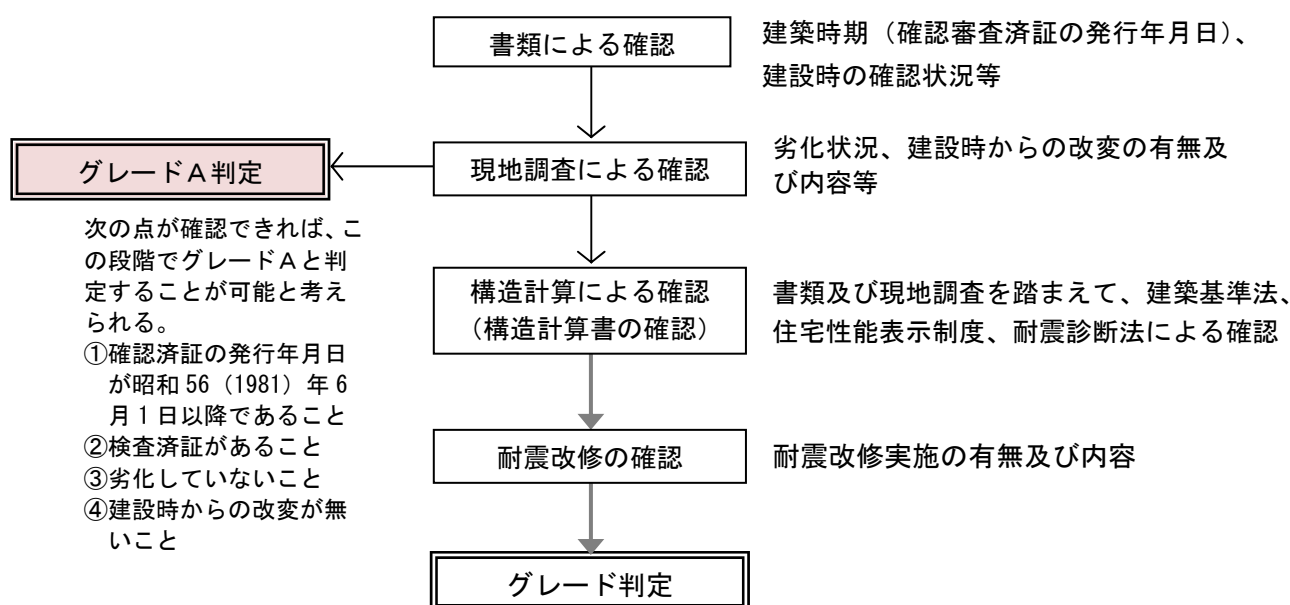 書類による確認
建築時期（確認審査済証の発行年月日）、
建設時の確認状況等
グレードA判定
現地調査による確認
劣化状況、建設時からの改変の有無及
び内容等
次の点が確認できれば、こ
の段階でグレードAと判
定することが可能と考え
られる。
①確認済証の発行年月日
が昭和 56（1981）年 6
月 1 日以降であること
②検査済証があること
③劣化していないこと
④建設時からの改変が無
いこと
構造計算による確認
（構造計算書の確認）
書類及び現地調査を踏まえて、建築基準法、
住宅性能表示制度、耐震診断法による確認
耐震改修の確認
耐震改修実施の有無及び内容
グレード判定